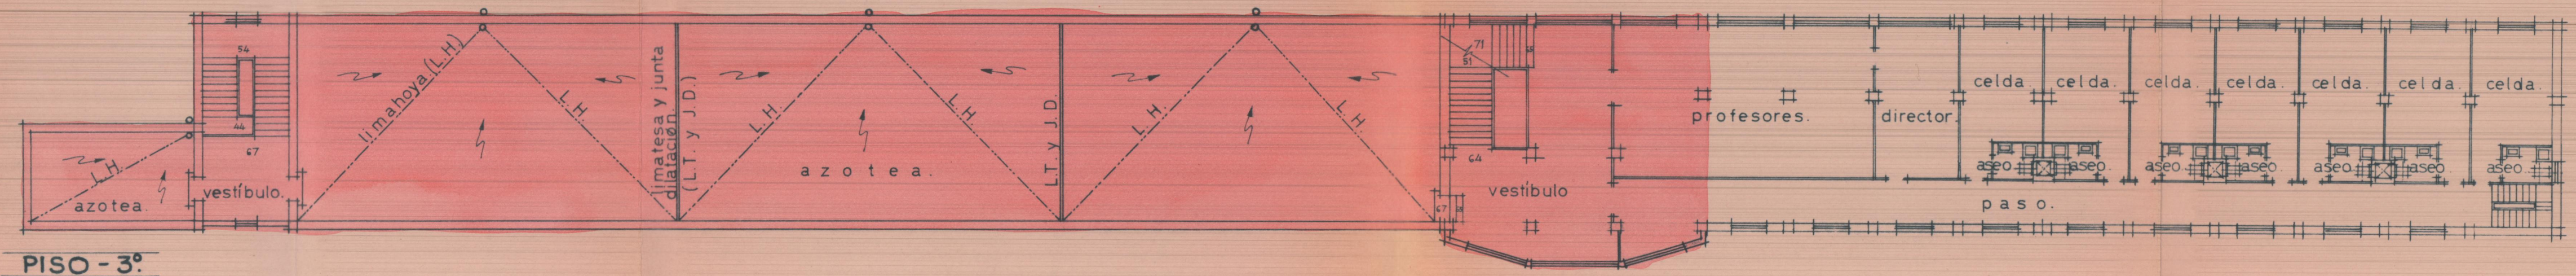 54
44
67
L.H.
azotea.
vestíbulo.
limahoya (L.H.)
L.H.
limatesa y junta
dilatación.
(L.T. y J.D.)
L.H.
L.H.
azotea.
L.T. y J.D.
L.H.
L.H.
71
51
64
67
vestíbulo
profesores.
director.
celda.
celda.
celda.
celda.
celda.
celda.
celda.
aseo.
aseo.
aseo.
aseo.
aseo.
aseo.
aseo.
paso.
PISO-3º.